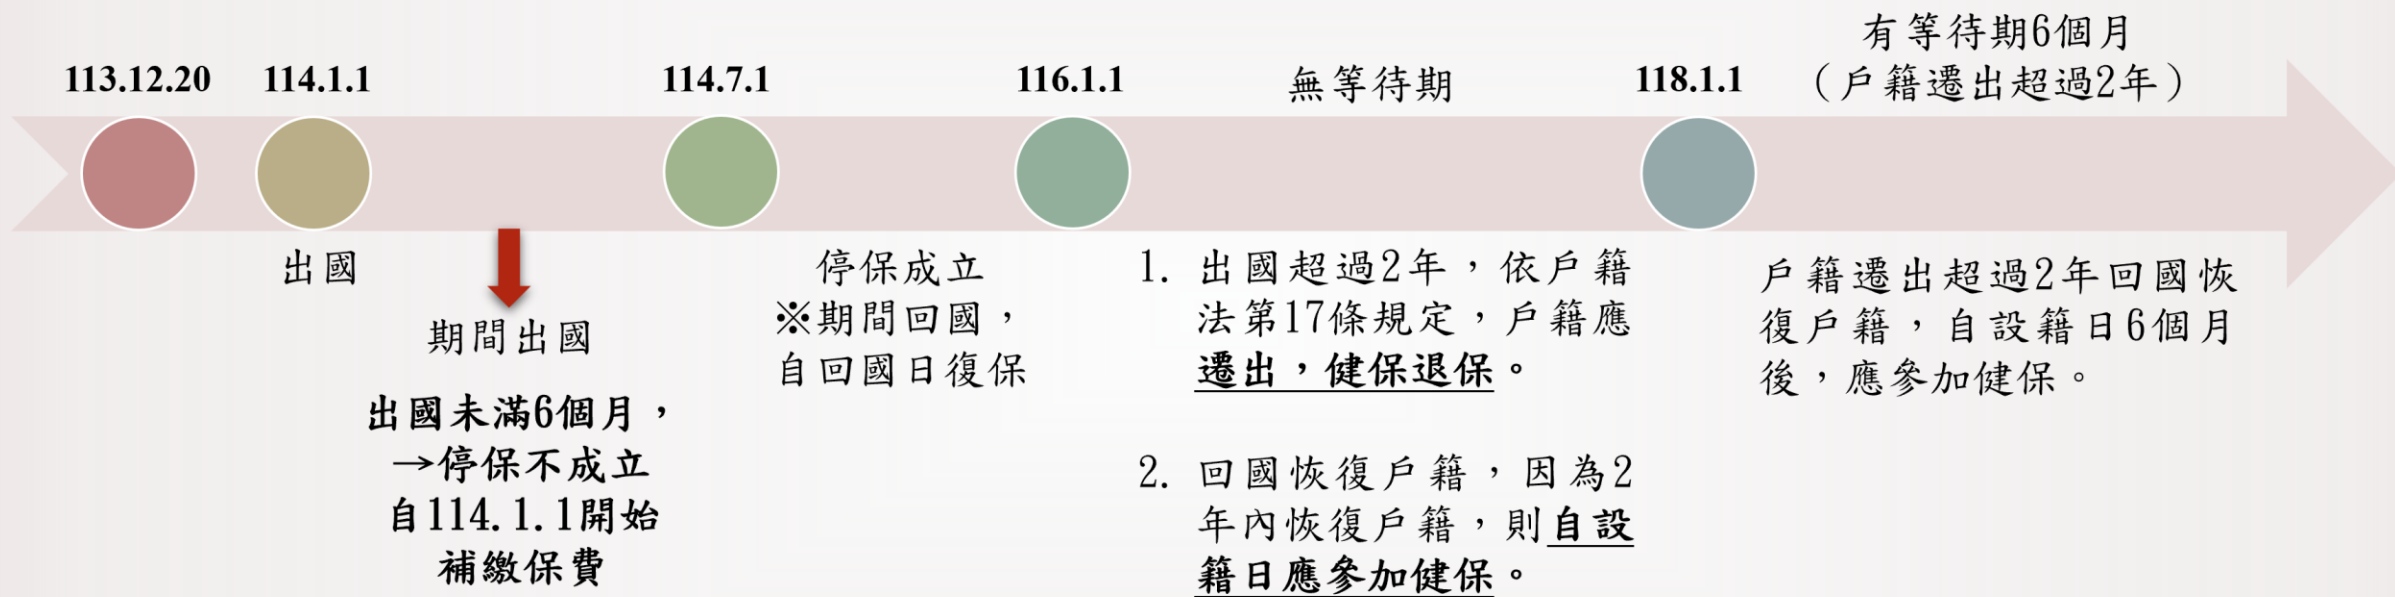 113.12.20
114.1.1
114.7.1
116.1.1
無等待期
118.1.1
有等待期6個月
（戶籍遷出超過2年）
出國
期間出國
出國未滿6個月，
→停保不成立
自114.1.1開始
補繳保費
停保成立
※期間回國，
自回國日復保
1. 出國超過2年，依戶籍
法第17條規定，戶籍應
遷出，健保退保。
2. 回國恢復戶籍，因為2
年內恢復戶籍，則自設
籍日應參加健保。
戶籍遷出超過2年回國恢
復戶籍，自設籍日6個月
後，應參加健保。